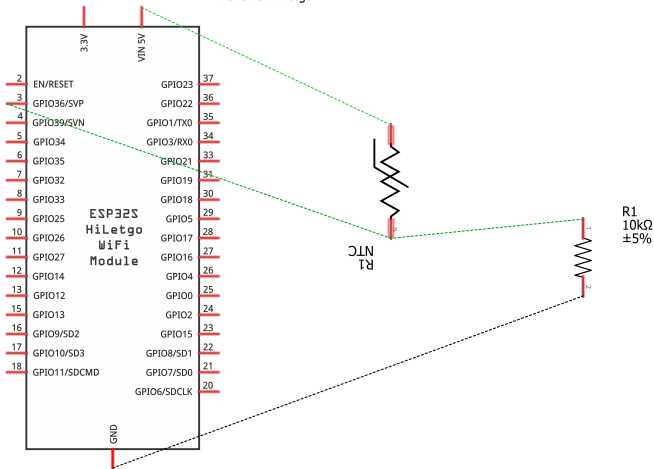 3.3V
VIN 5V
2 EN/RESET
3 GPIO36/SVP
4 GPIO39/SVN
5 GPIO34
6 GPIO35
7 GPIO32
8 GPIO33
9 GPIO25
10 GPIO26
11 GPIO27
12 GPIO14
13 GPIO12
15 GPIO13
16 GPIO9/SD2
17 GPIO10/SD3
18 GPIO11/SDCMD
GPIO23 37
GPIO22 36
GPIO1/TX0 35
GPIO3/RX0 34
GPIO21 33
GPIO19 31
GPIO18 30
GPIO5 29
GPIO17 28
GPIO16 27
GPIO4 26
GPIO0 25
GPIO2 24
GPIO15 23
GPIO8/SD1 22
GPIO7/SD0 21
GPIO6/SDCLK 20
ESP32S
HiLetgo
WiFi
Module
GND
R1
NTC
R1
10kΩ
±5%
1
2